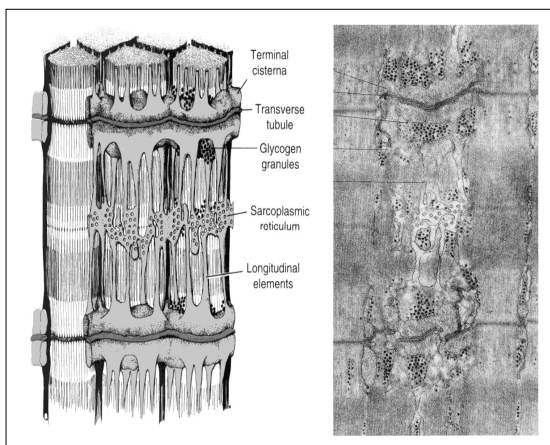 Terminal
cisterna
Transverse
tubule
Glycogen
granules
Sarcoplasmic
reticulum
Longitudinal
elements